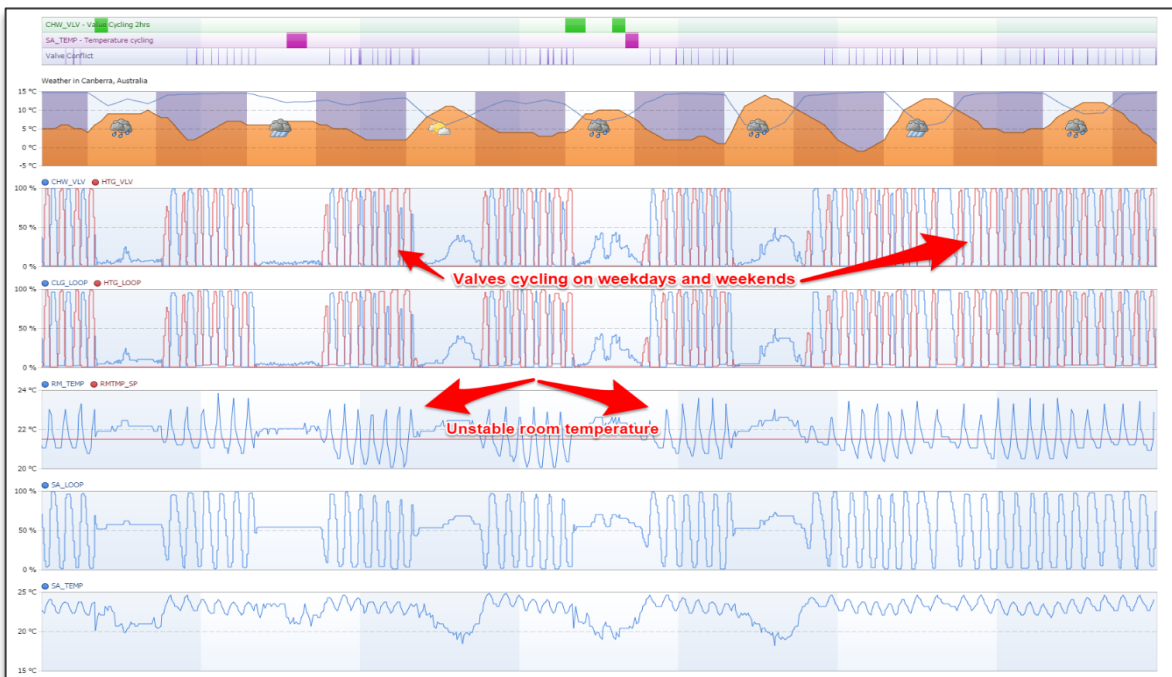 CHW_VLV - Valve Cycling 2hrs
SA_TEMP - Temperature cycling
Valve Conflict
Weather in Canberra, Australia
15 °C
10 °C
5 °C
0 °C
-5 °C
CHW_VLV HTG_VLV
100 %
50 %
0 %
Valves cycling on weekdays and weekends
CLG_LOOP HTG_LOOP
100 %
50 %
0 %
RM_TEMP RMTMP_SP
24 °C
22 °C
20 °C
Unstable room temperature
SA_LOOP
100 %
50 %
0 %
SA_TEMP
25 °C
20 °C
15 °C